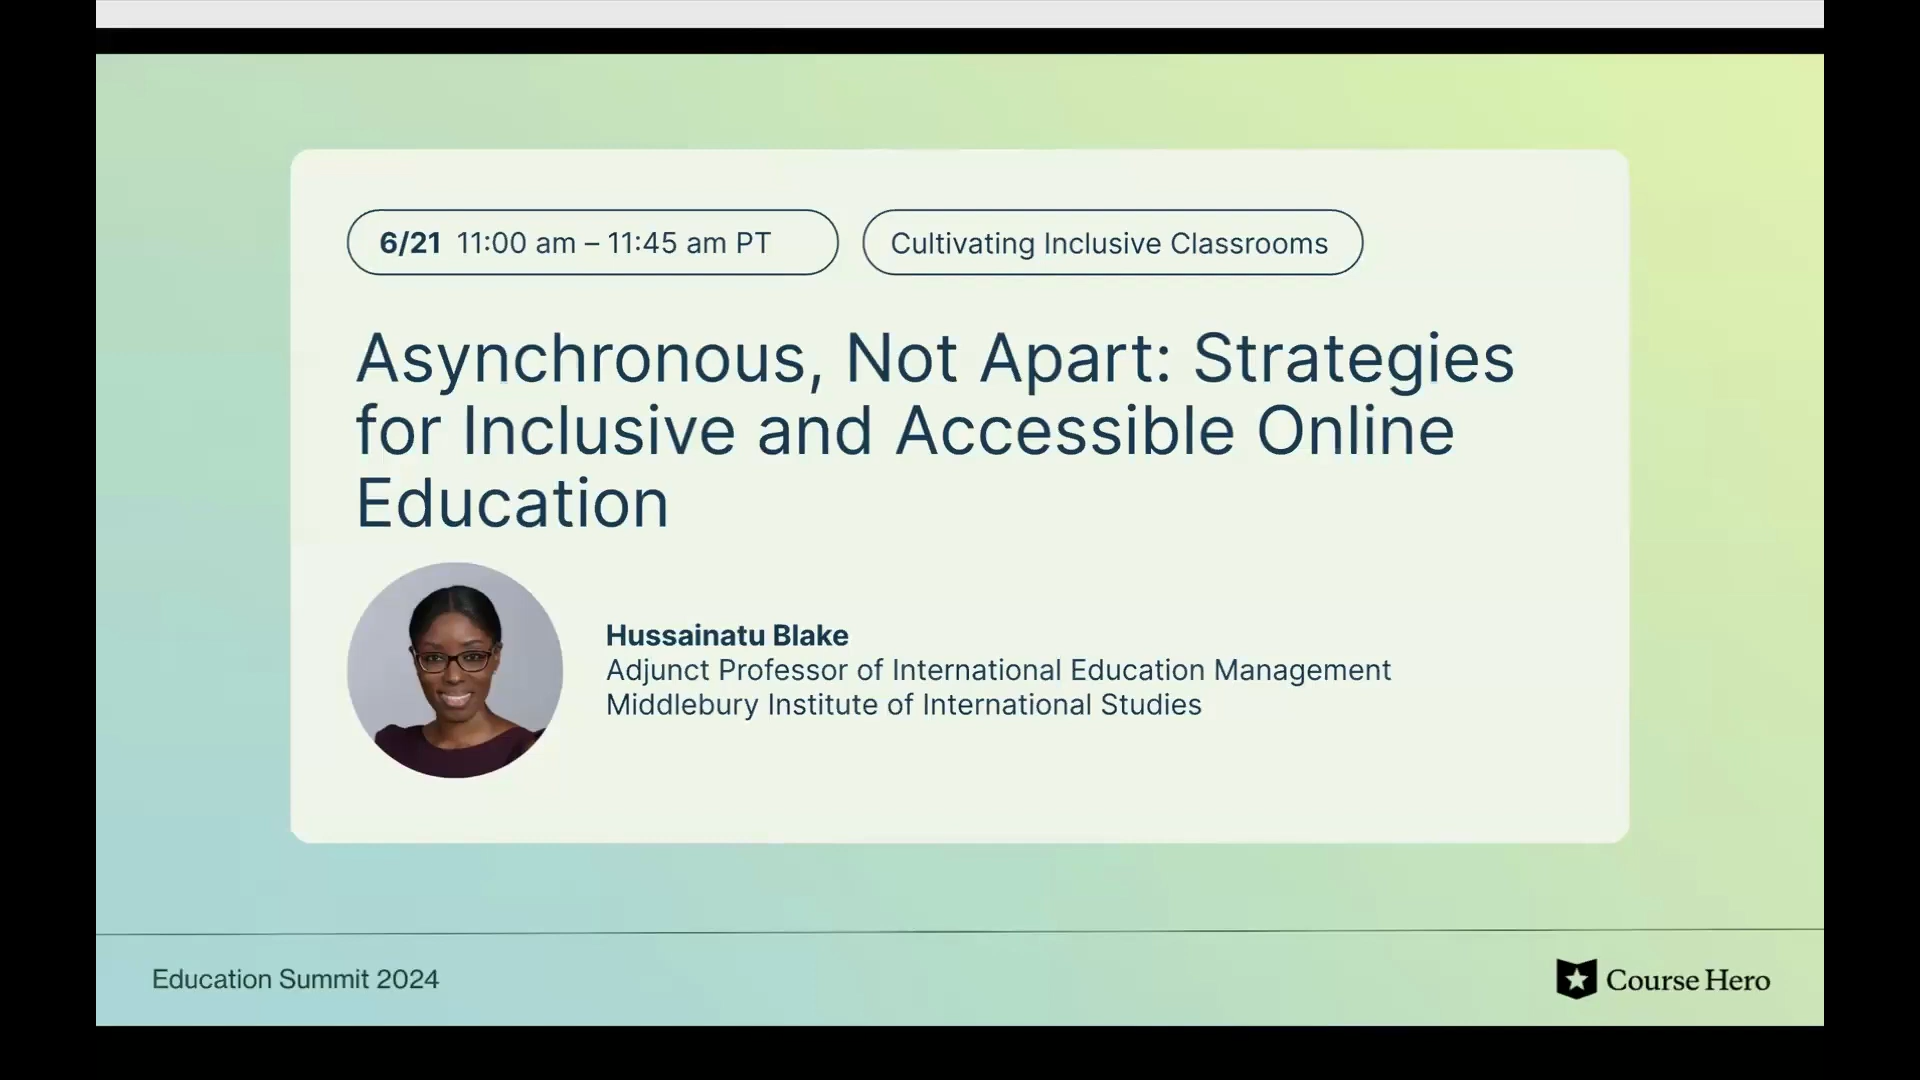 6/21 11:00 am – 11:45 am PT
Cultivating Inclusive Classrooms
Asynchronous, Not Apart: Strategies
for Inclusive and Accessible Online
Education
Hussainatu Blake
Adjunct Professor of International Education Management
Middlebury Institute of International Studies
Education Summit 2024
Course Hero